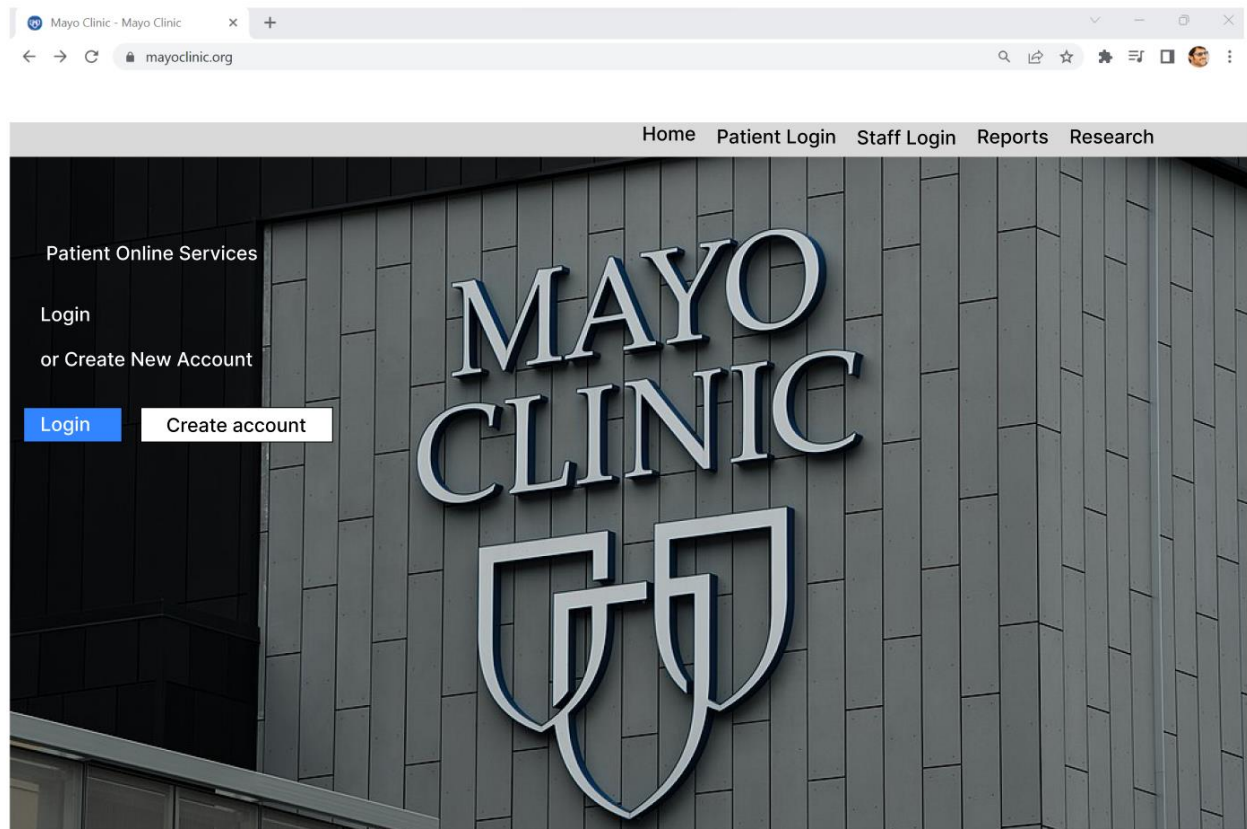 Mayo Clinic - Mayo Clinic
mayoclinic.org
Home Patient Login Staff Login Reports Research
Patient Online Services
Login
or Create New Account
Login Create account
MAYO
CLINIC